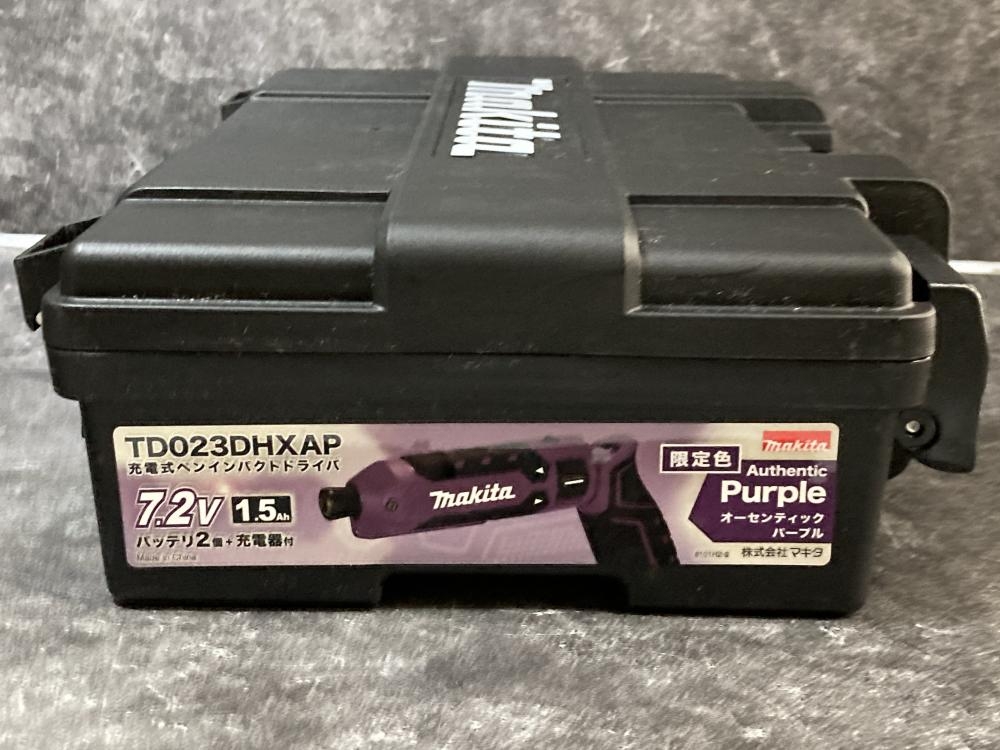 makita
TD023DHXAP
充電式ペンインパクトドライバ
7.2V 1.5Ah
バッテリ2個+充電器付
Made in China
makita
限定色
makita
Authentic
Purple
オーセンティック
パープル
株式会社マキタ